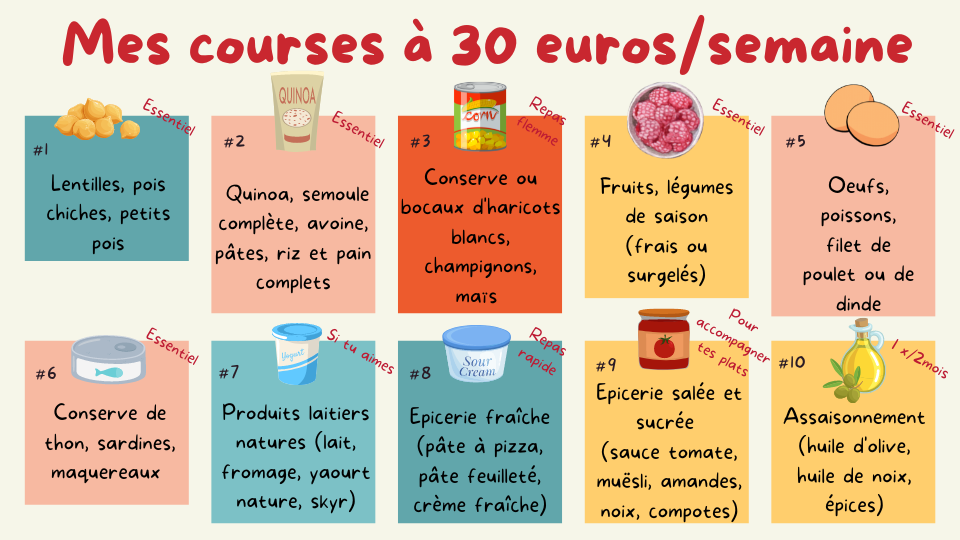 Mes courses à 30 euros/semaine
#1
Essentiel
Lentilles, pois
chiches, petits
pois
#2
QUINOA
Essentiel
Quinoa, semoule
complète, avoine,
pâtes, riz et pain
complets
#3
corn
Repas
flemme
Conserve ou
bocaux d'haricots
blancs,
champignons,
maïs
#4
Essentiel
Fruits, légumes
de saison
(frais ou
surgelés)
#5
Essentiel
Oeufs,
poissons,
filet de
poulet ou de
dinde
#6
Essentiel
Conserve de
thon, sardines,
maquereaux
#7
Yogurt
Si tu aimes
Produits laitiers
natures (lait,
fromage, yaourt
nature, skyr)
#8
Sour
Cream
Repas
rapide
Epicerie fraîche
(pâte à pizza,
pâte feuilleté,
crème fraîche)
#9
Pour
accompagner
tes plats
Epicerie salée et
sucrée
(sauce tomate,
muësli, amandes,
noix, compotes)
#10
1 x/2mois
Assaisonnement
(huile d'olive,
huile de noix,
épices)